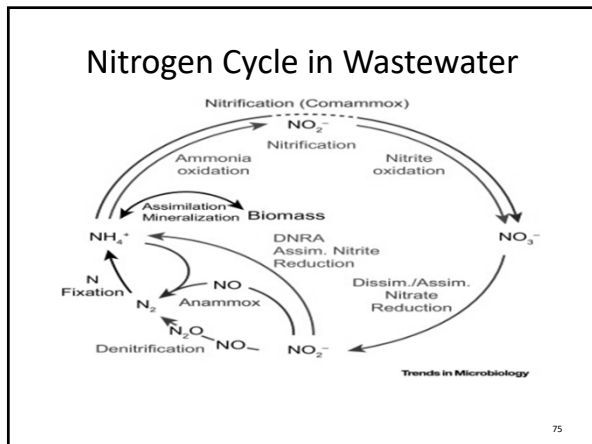 Nitrogen Cycle in Wastewater
Nitrification (Comammox)
NO₂⁻
Nitrification
Ammonia
oxidation
Nitrite
oxidation
Assimilation
Mineralization
Biomass
NH₄⁺
NO₃⁻
DNRA
Assim. Nitrite
Reduction
N
Fixation
NO
Anammox
Dissim./Assim.
Nitrate
Reduction
N₂
N₂O
NO
Denitrification
NO₂⁻
Trends in Microbiology
75